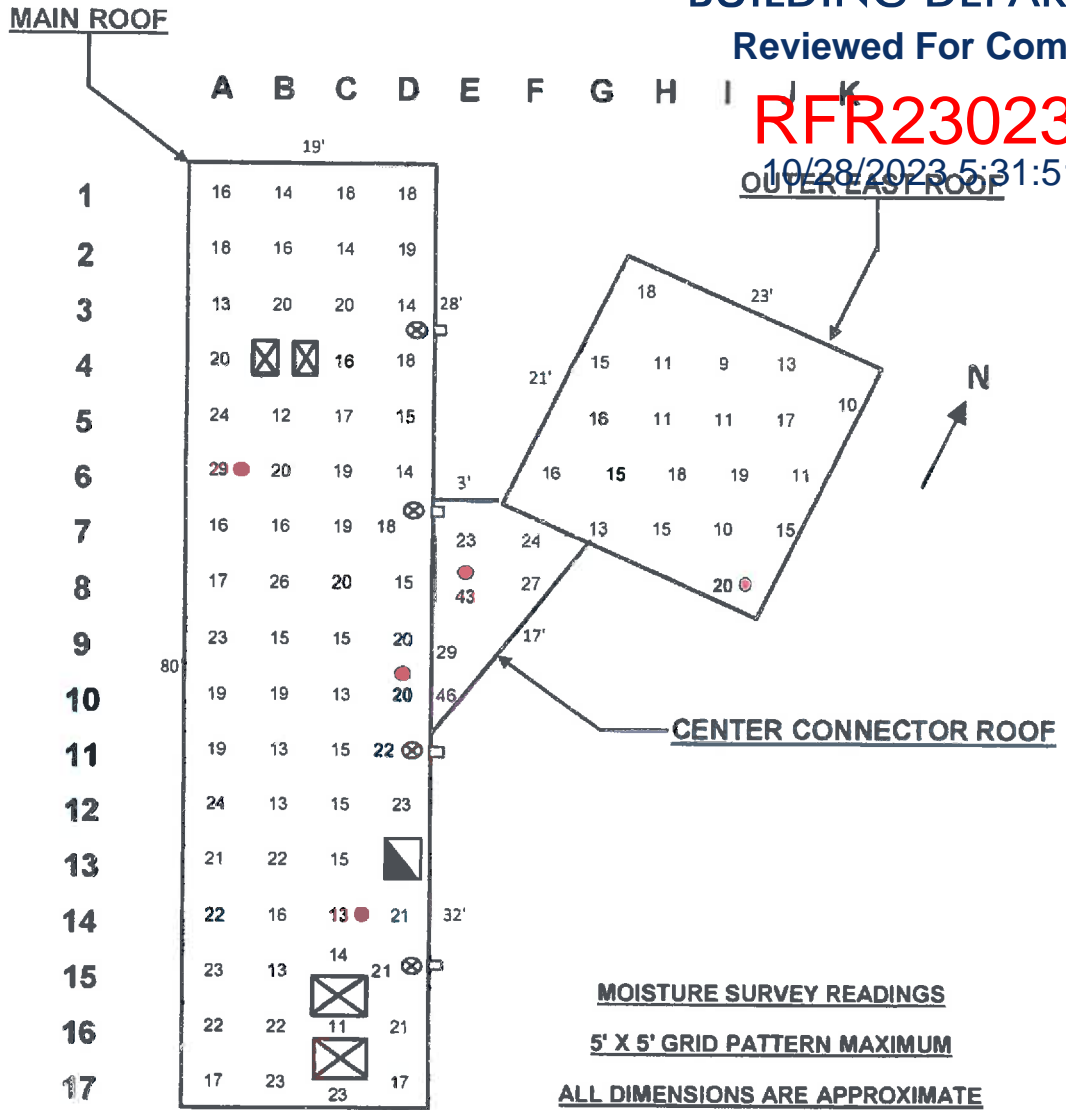 MAIN ROOF
Reviewed For Com
RFR23023
10/28/2023 5:31:5
A B C D E F G H I J K
OUTER EAST ROOF
19'
1 16 14 18 18
2 18 16 14 19
3 13 20 20 14 28' 18 23'
4 20 16 18 21' 15 11 9 13
N
5 24 12 17 15 16 11 11 17 10
6 29 20 19 14 3' 16 15 18 19 11
7 16 16 19 18 23 24 13 15 10 15
8 17 26 20 15 43 27 20
9 23 15 15 20 29 17'
80'
10 19 19 13 20 46
CENTER CONNECTOR ROOF
11 19 13 15 22
12 24 13 15 23
13 21 22 15
14 22 16 13 21 32'
15 23 13 14 21
16 22 22 11 21
17 17 23 23 17
MOISTURE SURVEY READINGS
5' X 5' GRID PATTERN MAXIMUM
ALL DIMENSIONS ARE APPROXIMATE